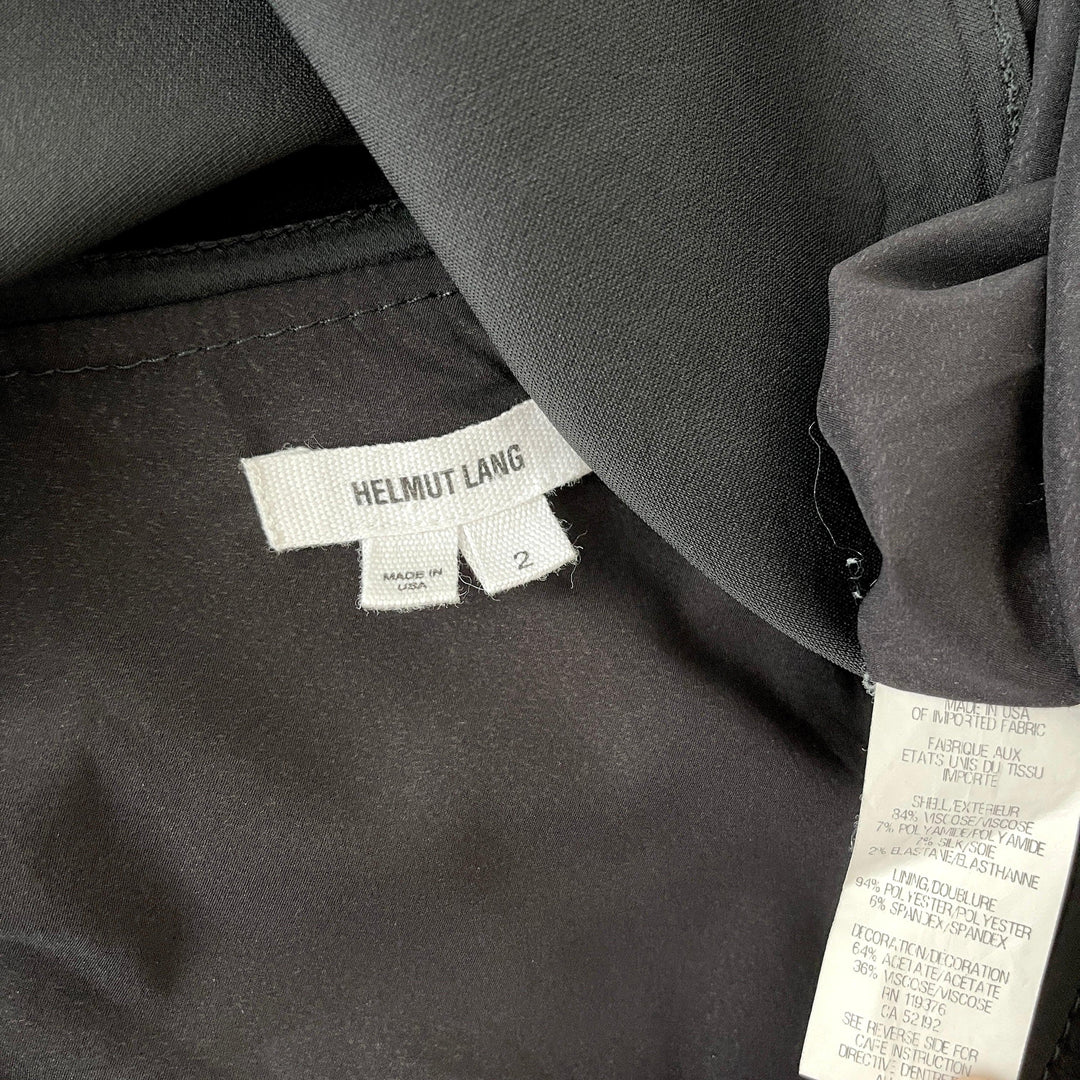 HELMUT LANG
MADE IN
USA
2
MADE IN USA
OF IMPORTED FABRIC
FABRIQUE AUX
ETATS UNIS DU TISSU
IMPORTE
SHELL/EXTERIEUR
84% VISCOSE/VISCOSE
7% POLYAMIDE/POLYAMIDE
7% SILK/SOIE
2% ELASTANE/ELASTHANNE
LINING/DOUBLURE
94% POLYESTER/POLYESTER
6% SPANDEX/SPANDEX
DECORATION/DECORATION
64% ACETATE/ACETATE
36% VISCOSE/VISCOSE
RN 119376
CA 52192
SEE REVERSE SIDE FOR
CARE INSTRUCTION
DIRECTIVE D'ENTRET